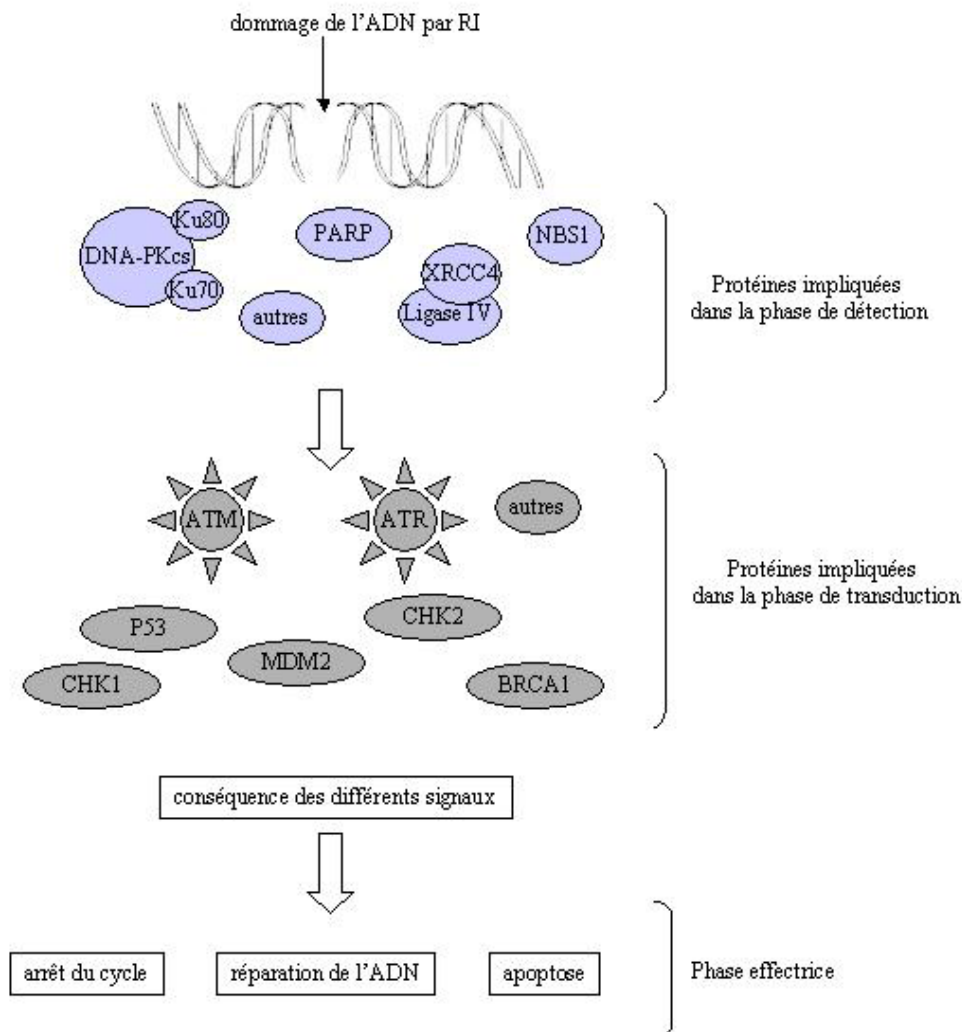 dommage de l'ADN par RI
Ku80
DNA-PKcs
Ku70
PARP
NBS1
XRCC4
Ligase IV
autres
Protéines impliquées
dans la phase de détection
ATM
ATR
autres
P53
CHK2
MDM2
CHK1
BRCA1
Protéines impliquées
dans la phase de transduction
conséquence des différents signaux
arrêt du cycle
réparation de l'ADN
apoptose
Phase effectrice